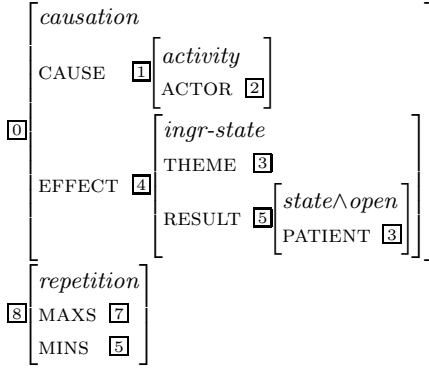 causation
CAUSE 1 activity
ACTOR 2
0
ingr-state
THEME 3
EFFECT 4
RESULT 5 state∧open
PATIENT 3
repetition
8 MAXS 7
MINS 5